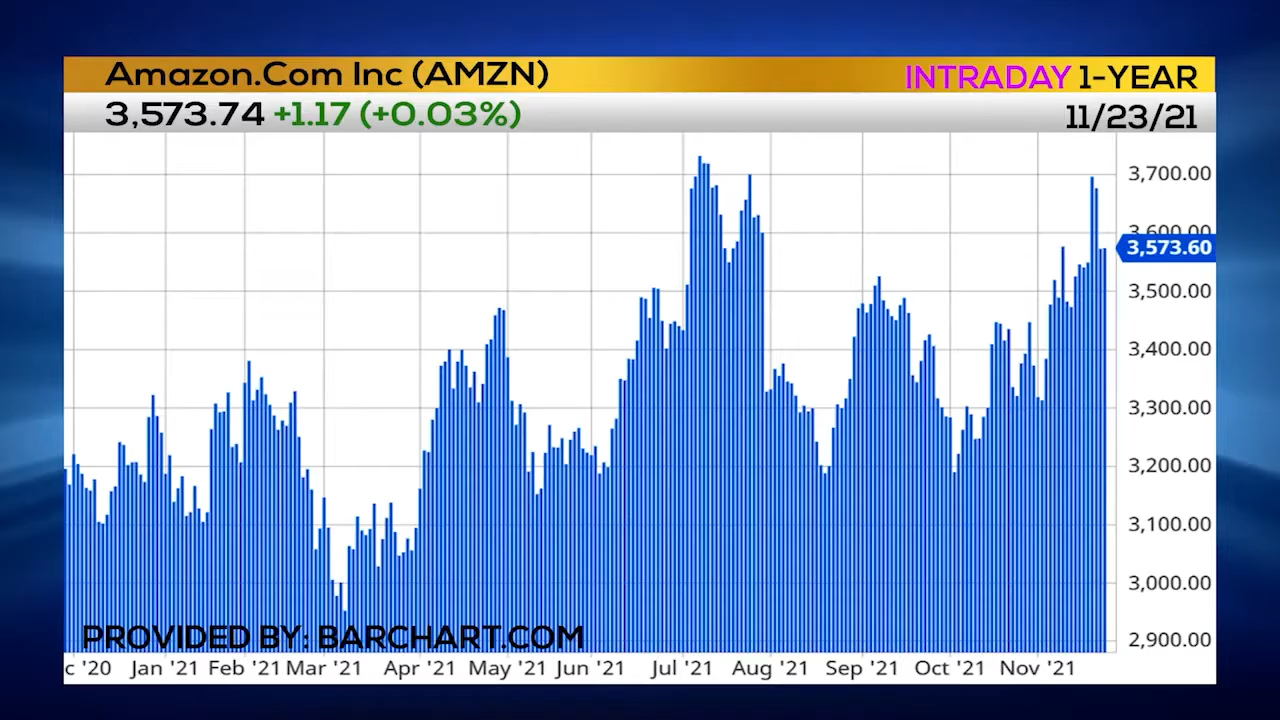 Amazon.Com Inc (AMZN)
INTRADAY 1-YEAR
3,573.74 +1.17 (+0.03%)
11/23/21
3,700.00
3,600.00
3,573.60
3,500.00
3,400.00
3,300.00
3,200.00
3,100.00
3,000.00
2,900.00
PROVIDED BY: BARCHART.COM
c '20 Jan '21 Feb '21 Mar '21 Apr '21 May '21 Jun '21 Jul '21 Aug '21 Sep '21 Oct '21 Nov '21